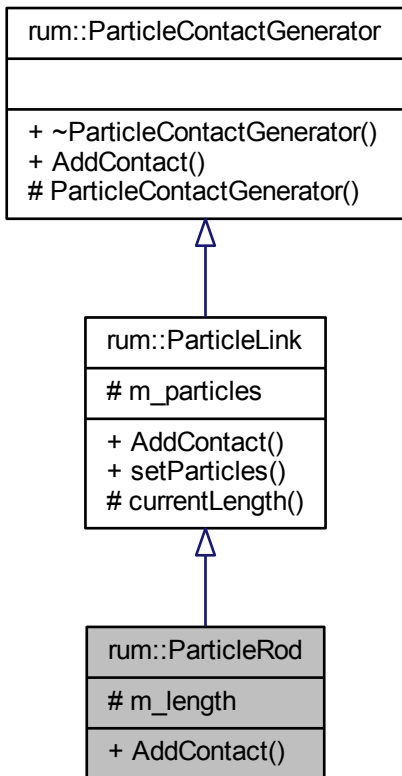 rum::ParticleContactGenerator
+ ~ParticleContactGenerator()
+ AddContact()
# ParticleContactGenerator()
rum::ParticleLink
# m_particles
+ AddContact()
+ setParticles()
# currentLength()
rum::ParticleRod
# m_length
+ AddContact()